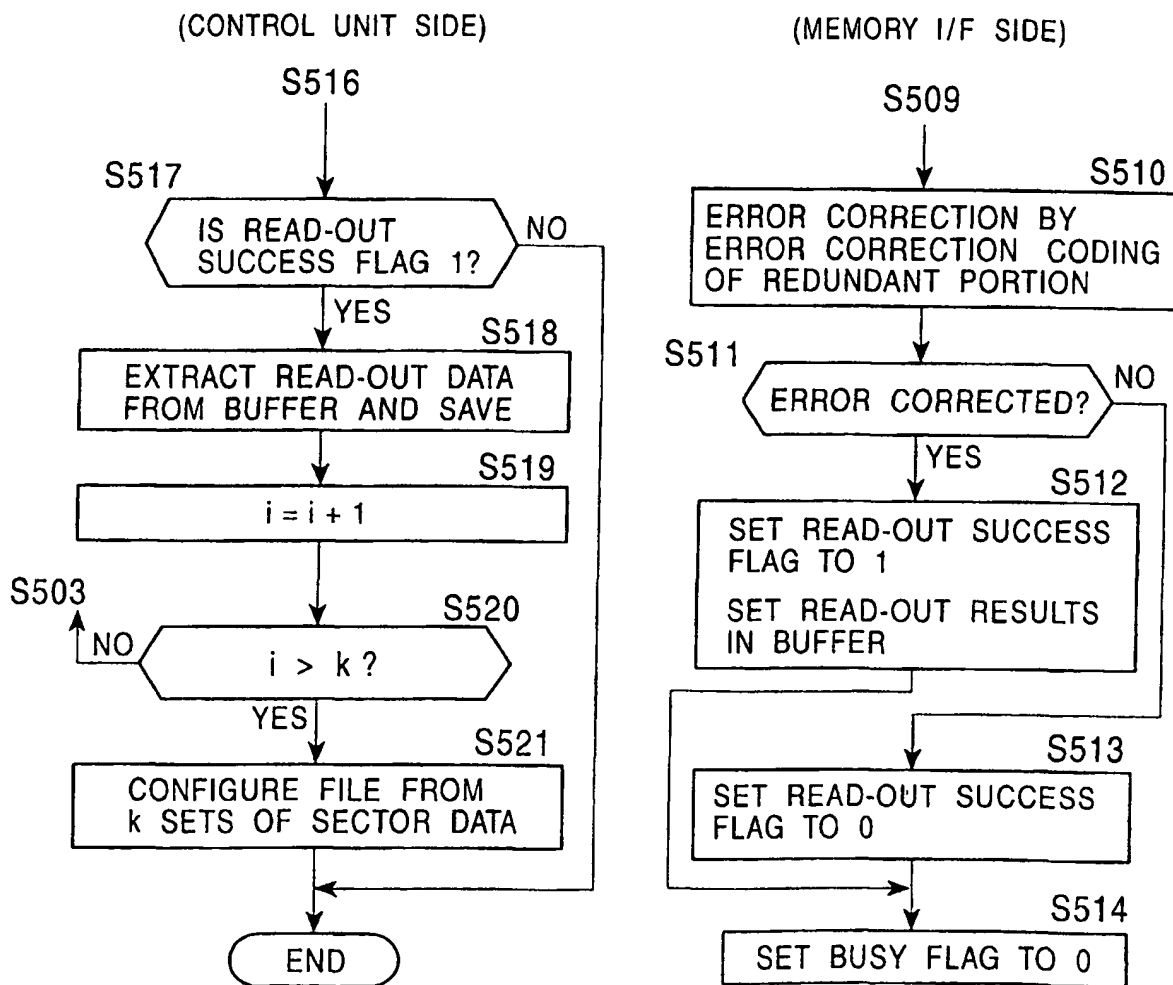 (CONTROL UNIT SIDE)
S516
S517
IS READ-OUT
SUCCESS FLAG 1?
NO
YES
S518
EXTRACT READ-OUT DATA
FROM BUFFER AND SAVE
S519
i = i + 1
S503
NO
S520
i > k ?
YES
S521
CONFIGURE FILE FROM
k SETS OF SECTOR DATA
END
(MEMORY I/F SIDE)
S509
S510
ERROR CORRECTION BY
ERROR CORRECTION CODING
OF REDUNDANT PORTION
S511
ERROR CORRECTED?
NO
YES
S512
SET READ-OUT SUCCESS
FLAG TO 1
SET READ-OUT RESULTS
IN BUFFER
S513
SET READ-OUT SUCCESS
FLAG TO 0
S514
SET BUSY FLAG TO 0